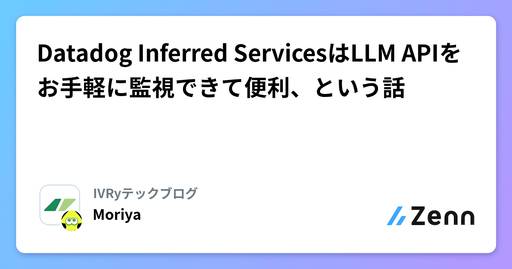 Datadog Inferred ServicesはLLM APIを
お手軽に監視できて便利、という話
IVRyテックブログ
Moriya
Zenn